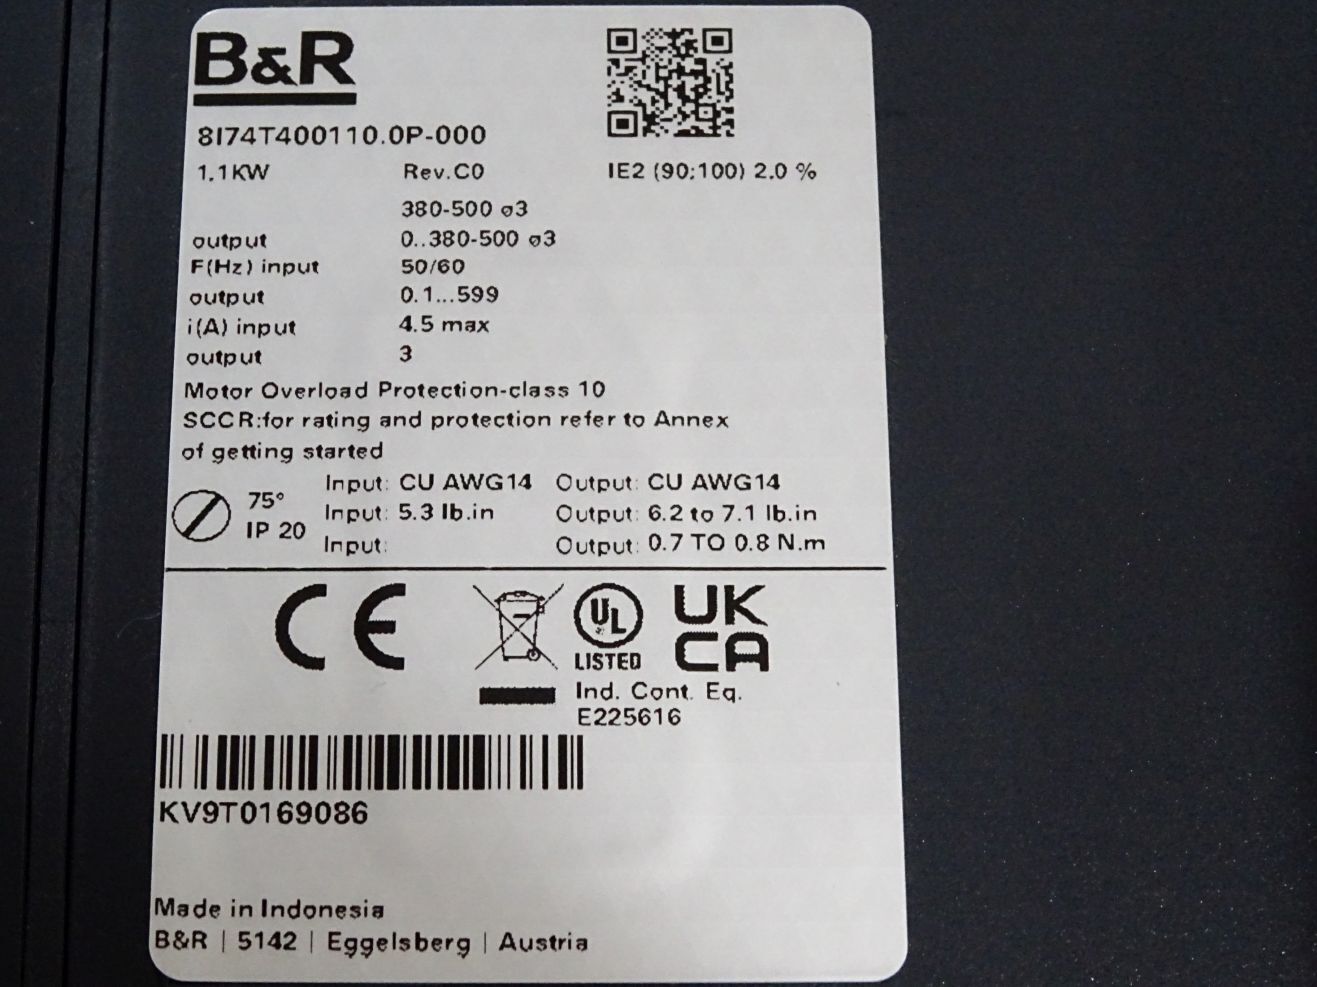 B&R
8I74T400110.0P-000
1.1KW Rev.C0 IE2 (90;100) 2.0 %
380-500 ø3
output 0..380-500 ø3
F(Hz) input 50/60
output 0.1...599
i(A) input 4.5 max
output 3
Motor Overload Protection-class 10
SCCR:for rating and protection refer to Annex
of getting started
Input: CU AWG14 Output: CU AWG14
75° Input: 5.3 lb.in Output: 6.2 to 7.1 lb.in
IP 20 Input: Output: 0.7 TO 0.8 N.m
CE UL UK
CA
LISTED
Ind. Cont. Eq.
E225616
KV9T0169086
Made in Indonesia
B&R | 5142 | Eggelsberg | Austria